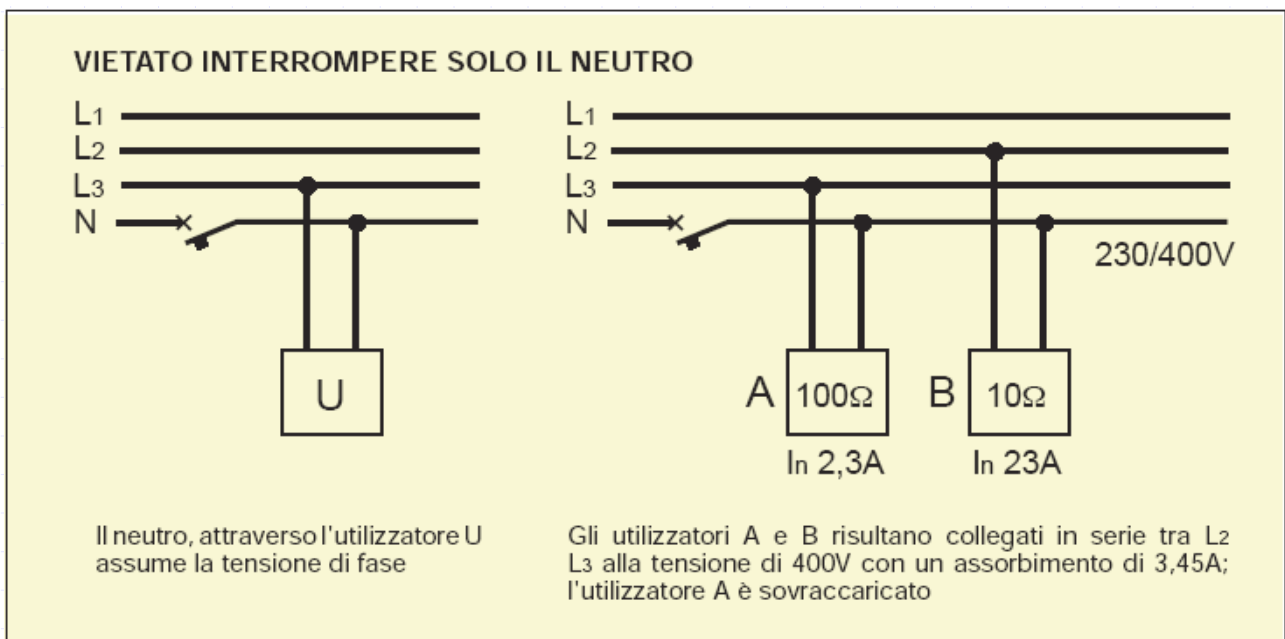 VIETATO INTERROMPERE SOLO IL NEUTRO
L1
L2
L3
N
U
Il neutro, attraverso l'utilizzatore U
assume la tensione di fase
L1
L2
L3
N
230/400V
A 100Ω B 10Ω
In 2,3A In 23A
Gli utilizzatori A e B risultano collegati in serie tra L2
L3 alla tensione di 400V con un assorbimento di 3,45A;
l'utilizzatore A è sovraccaricato